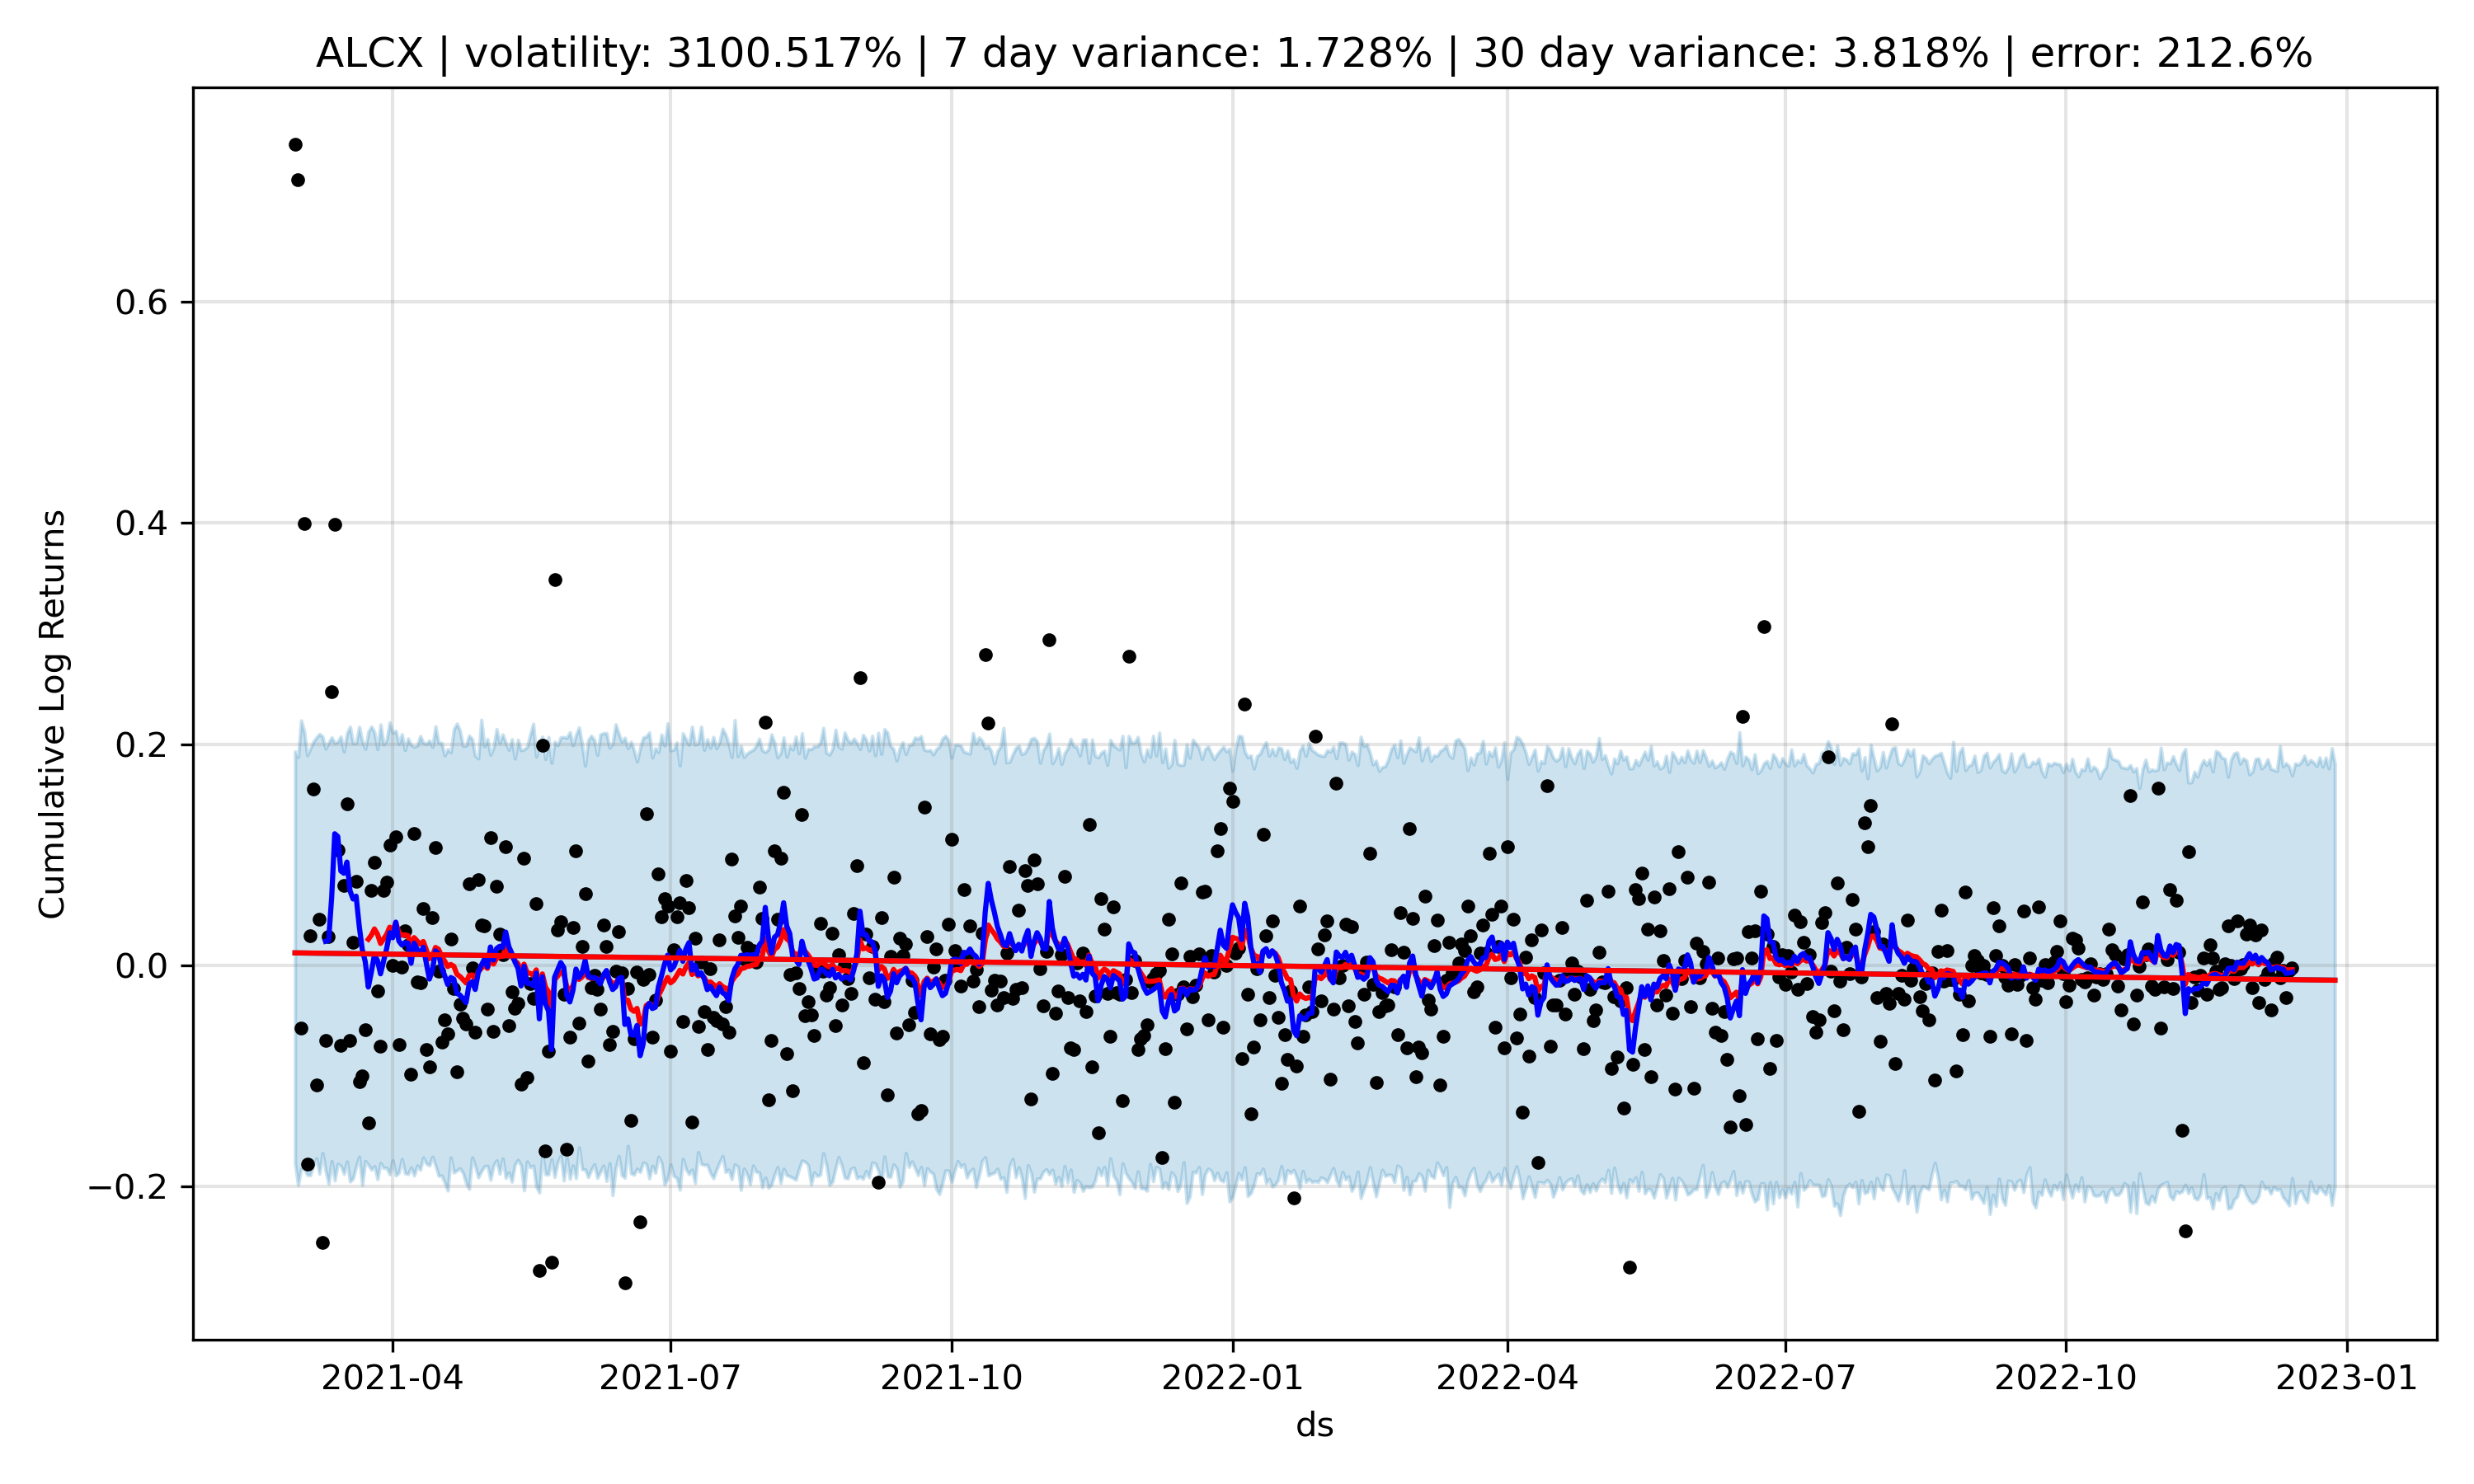 ALCX | volatility: 3100.517% | 7 day variance: 1.728% | 30 day variance: 3.818% | error: 212.6%
Cumulative Log Returns
0.6
0.4
0.2
0.0
−0.2
2021-04 2021-07 2021-10 2022-01 2022-04 2022-07 2022-10 2023-01
ds